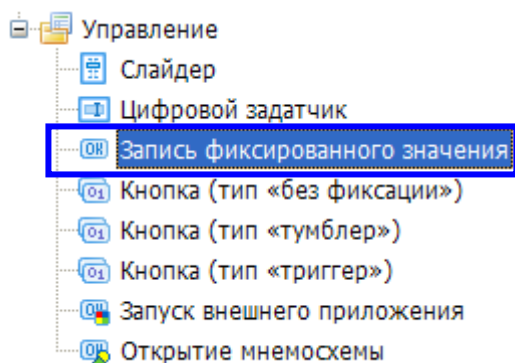 Управление
Слайдер
Цифровой задатчик
Запись фиксированного значения
Кнопка (тип «без фиксации»)
Кнопка (тип «тумблер»)
Кнопка (тип «триггер»)
Запуск внешнего приложения
Открытие мнемосхемы